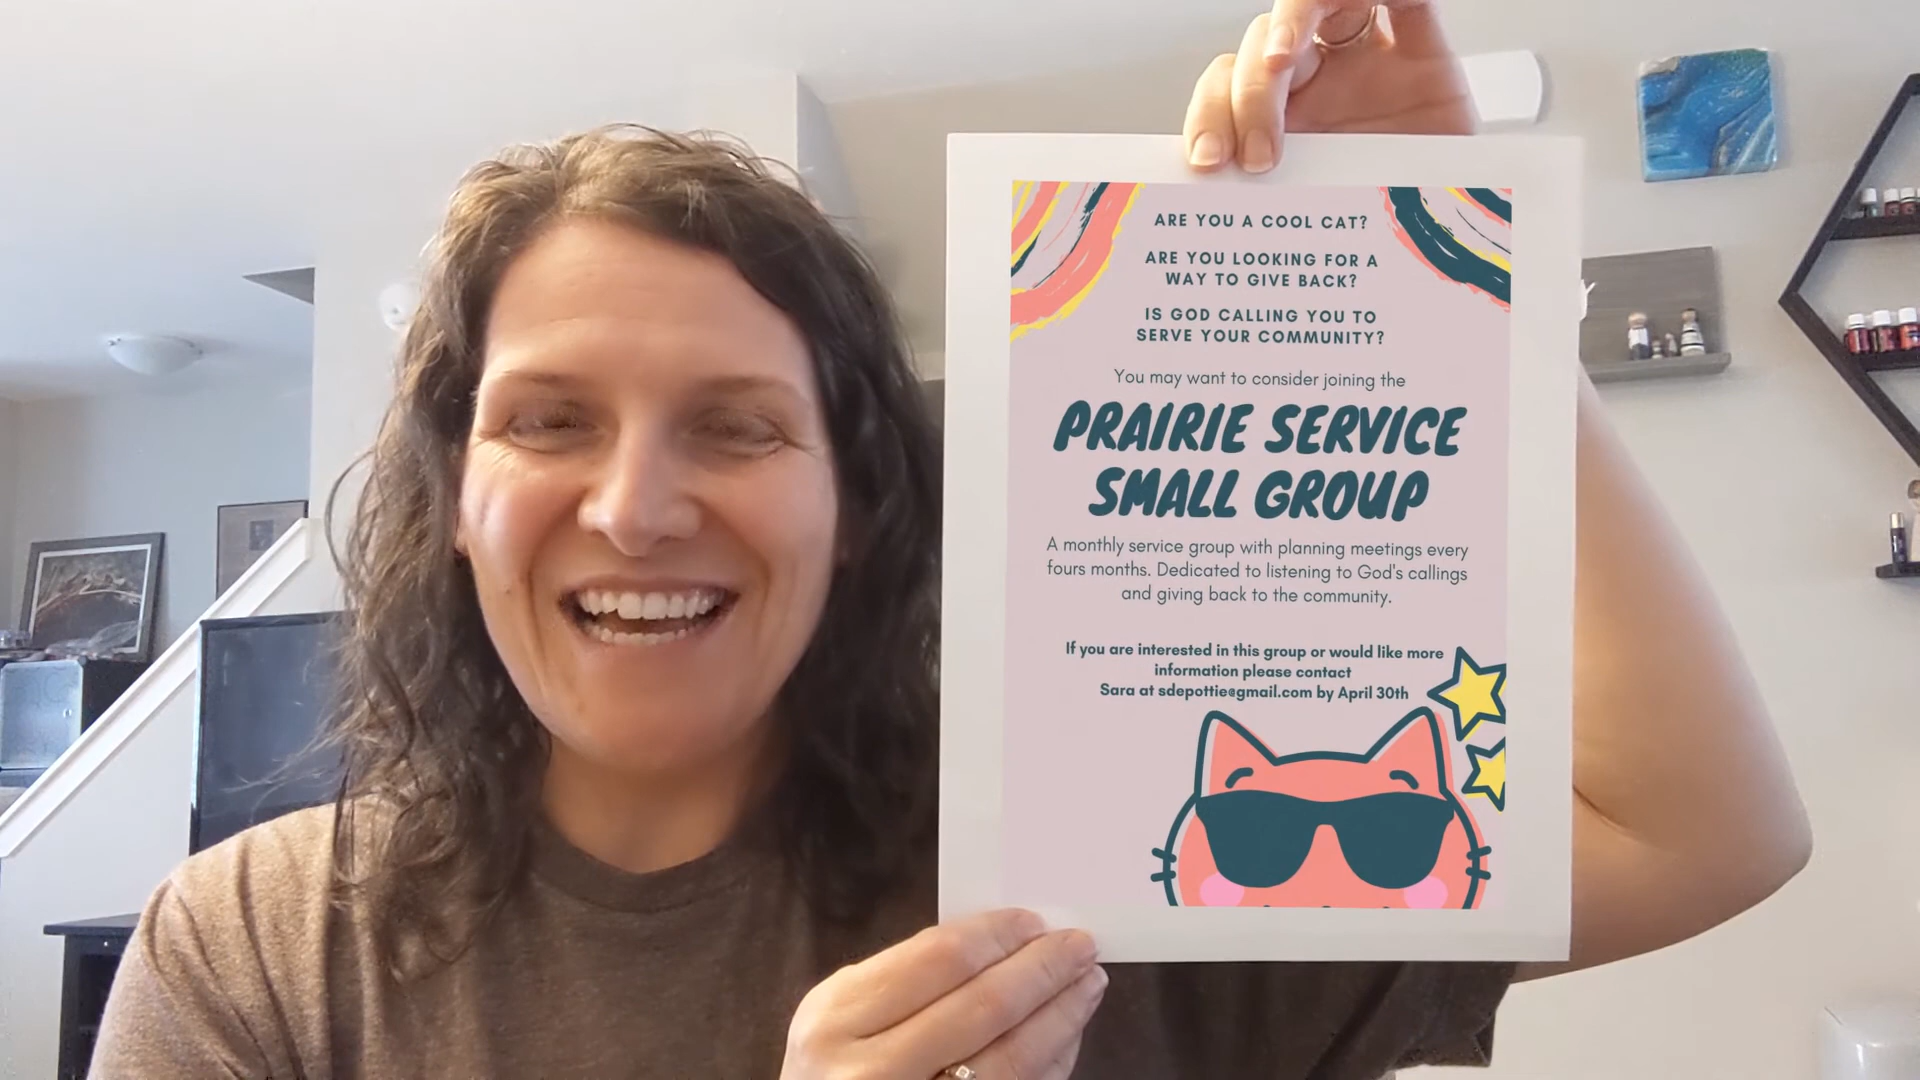 ARE YOU A COOL CAT?
ARE YOU LOOKING FOR A
WAY TO GIVE BACK?
IS GOD CALLING YOU TO
SERVE YOUR COMMUNITY?
You may want to consider joining the
PRAIRIE SERVICE
SMALL GROUP
A monthly service group with planning meetings every
fours months. Dedicated to listening to God's callings
and giving back to the community.
If you are interested in this group or would like more
information please contact
Sara at sdepottie@gmail.com by April 30th